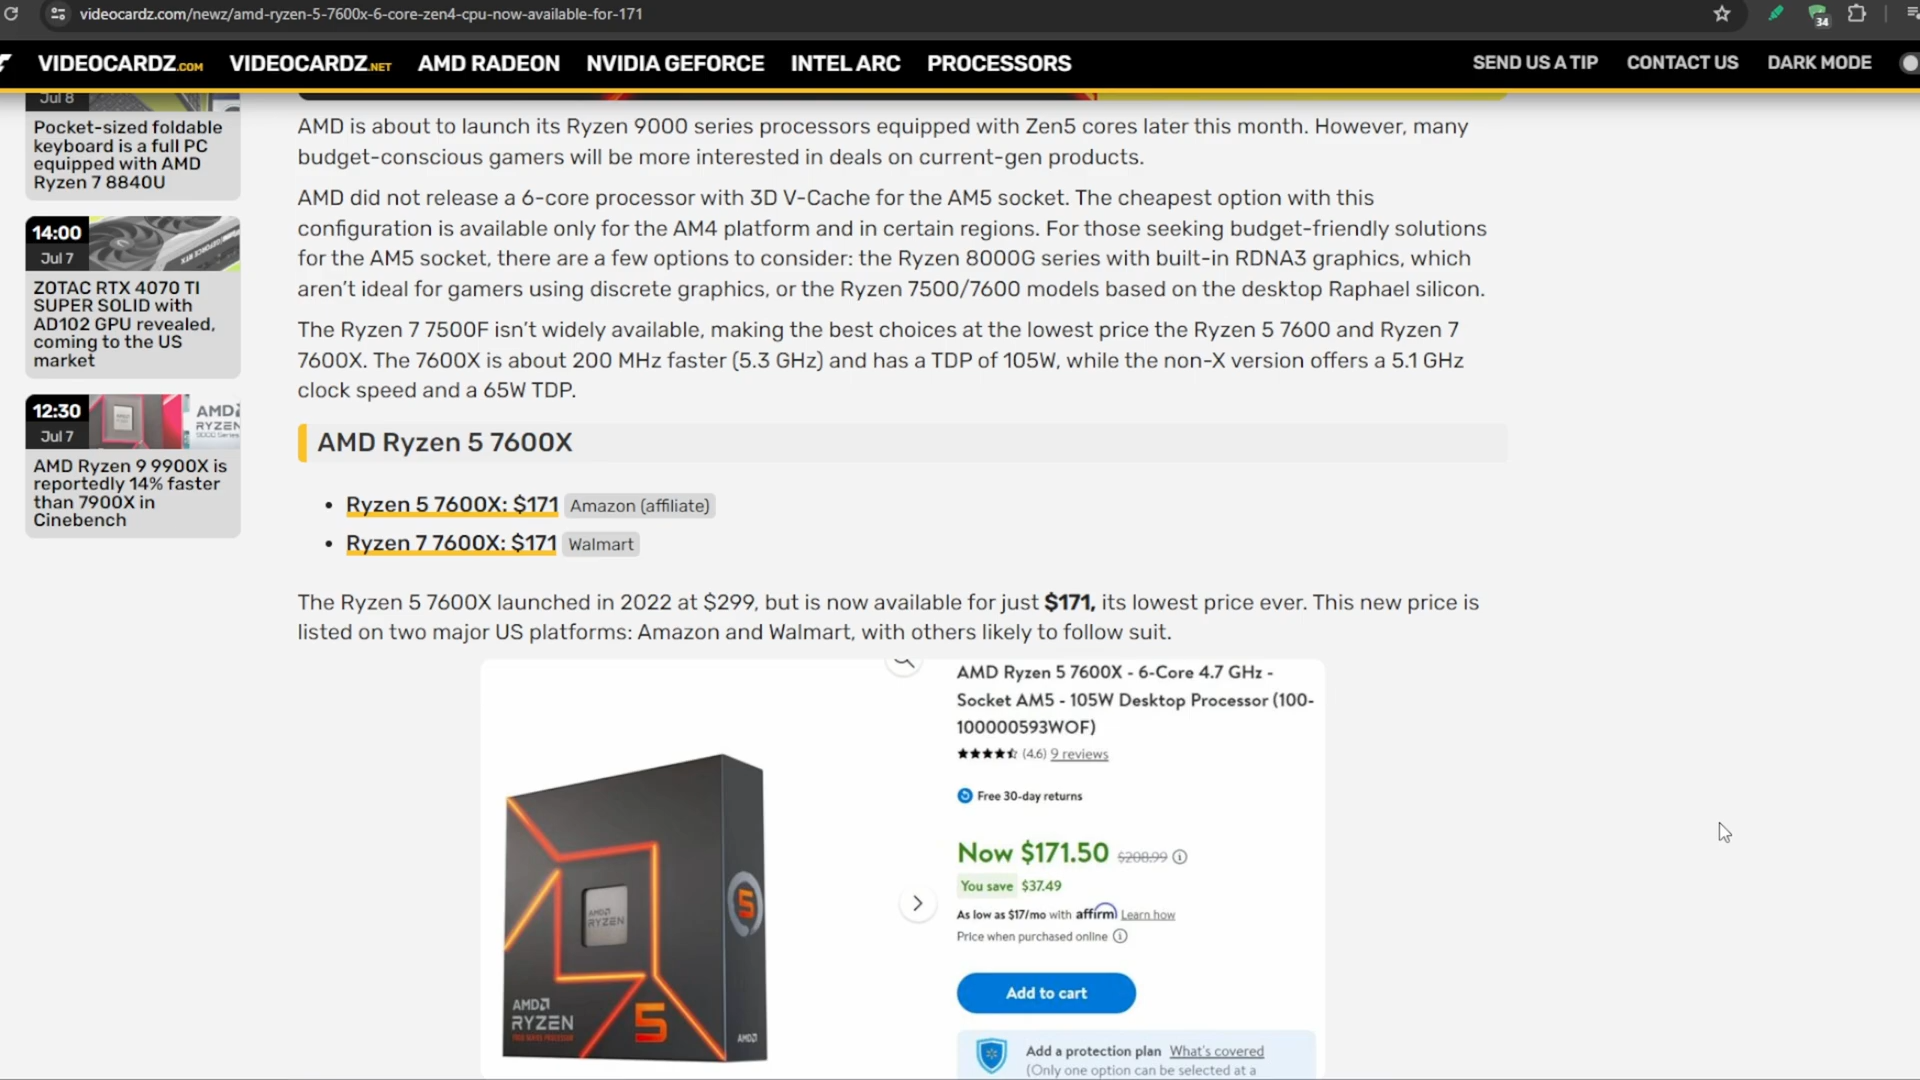 videocardz.com/newz/amd-ryzen-5-7600x-6-core-zen4-cpu-now-available-for-171
34
VIDEOCARDZ.COM VIDEOCARDZ.NET AMD RADEON NVIDIA GEFORCE INTEL ARC PROCESSORS SEND US A TIP CONTACT US DARK MODE
Jul 8
Pocket-sized foldable
keyboard is a full PC
equipped with AMD
Ryzen 7 8840U
14:00
Jul 7
ZOTAC RTX 4070 TI
SUPER SOLID with
AD102 GPU revealed,
coming to the US
market
12:30
Jul 7
AMD
RYZEN
9000 Series
AMD Ryzen 9 9900X is
reportedly 14% faster
than 7900X in
Cinebench
AMD is about to launch its Ryzen 9000 series processors equipped with Zen5 cores later this month. However, many
budget-conscious gamers will be more interested in deals on current-gen products.
AMD did not release a 6-core processor with 3D V-Cache for the AM5 socket. The cheapest option with this
configuration is available only for the AM4 platform and in certain regions. For those seeking budget-friendly solutions
for the AM5 socket, there are a few options to consider: the Ryzen 8000G series with built-in RDNA3 graphics, which
aren't ideal for gamers using discrete graphics, or the Ryzen 7500/7600 models based on the desktop Raphael silicon.
The Ryzen 7 7500F isn't widely available, making the best choices at the lowest price the Ryzen 5 7600 and Ryzen 7
7600X. The 7600X is about 200 MHz faster (5.3 GHz) and has a TDP of 105W, while the non-X version offers a 5.1 GHz
clock speed and a 65W TDP.
AMD Ryzen 5 7600X
• Ryzen 5 7600X: $171 Amazon (affiliate)
• Ryzen 7 7600X: $171 Walmart
The Ryzen 5 7600X launched in 2022 at $299, but is now available for just $171, its lowest price ever. This new price is
listed on two major US platforms: Amazon and Walmart, with others likely to follow suit.
AMD
RYZEN
5
AMD
RYZEN
5
AMD
AMD Ryzen 5 7600X - 6-Core 4.7 GHz -
Socket AM5 - 105W Desktop Processor (100-
100000593WOF)
(4.6) 9 reviews
Free 30-day returns
Now $171.50 $208.99
You save $37.49
As low as $17/mo with affirm Learn how
Price when purchased online
Add to cart
Add a protection plan What's covered
(Only one option can be selected at a